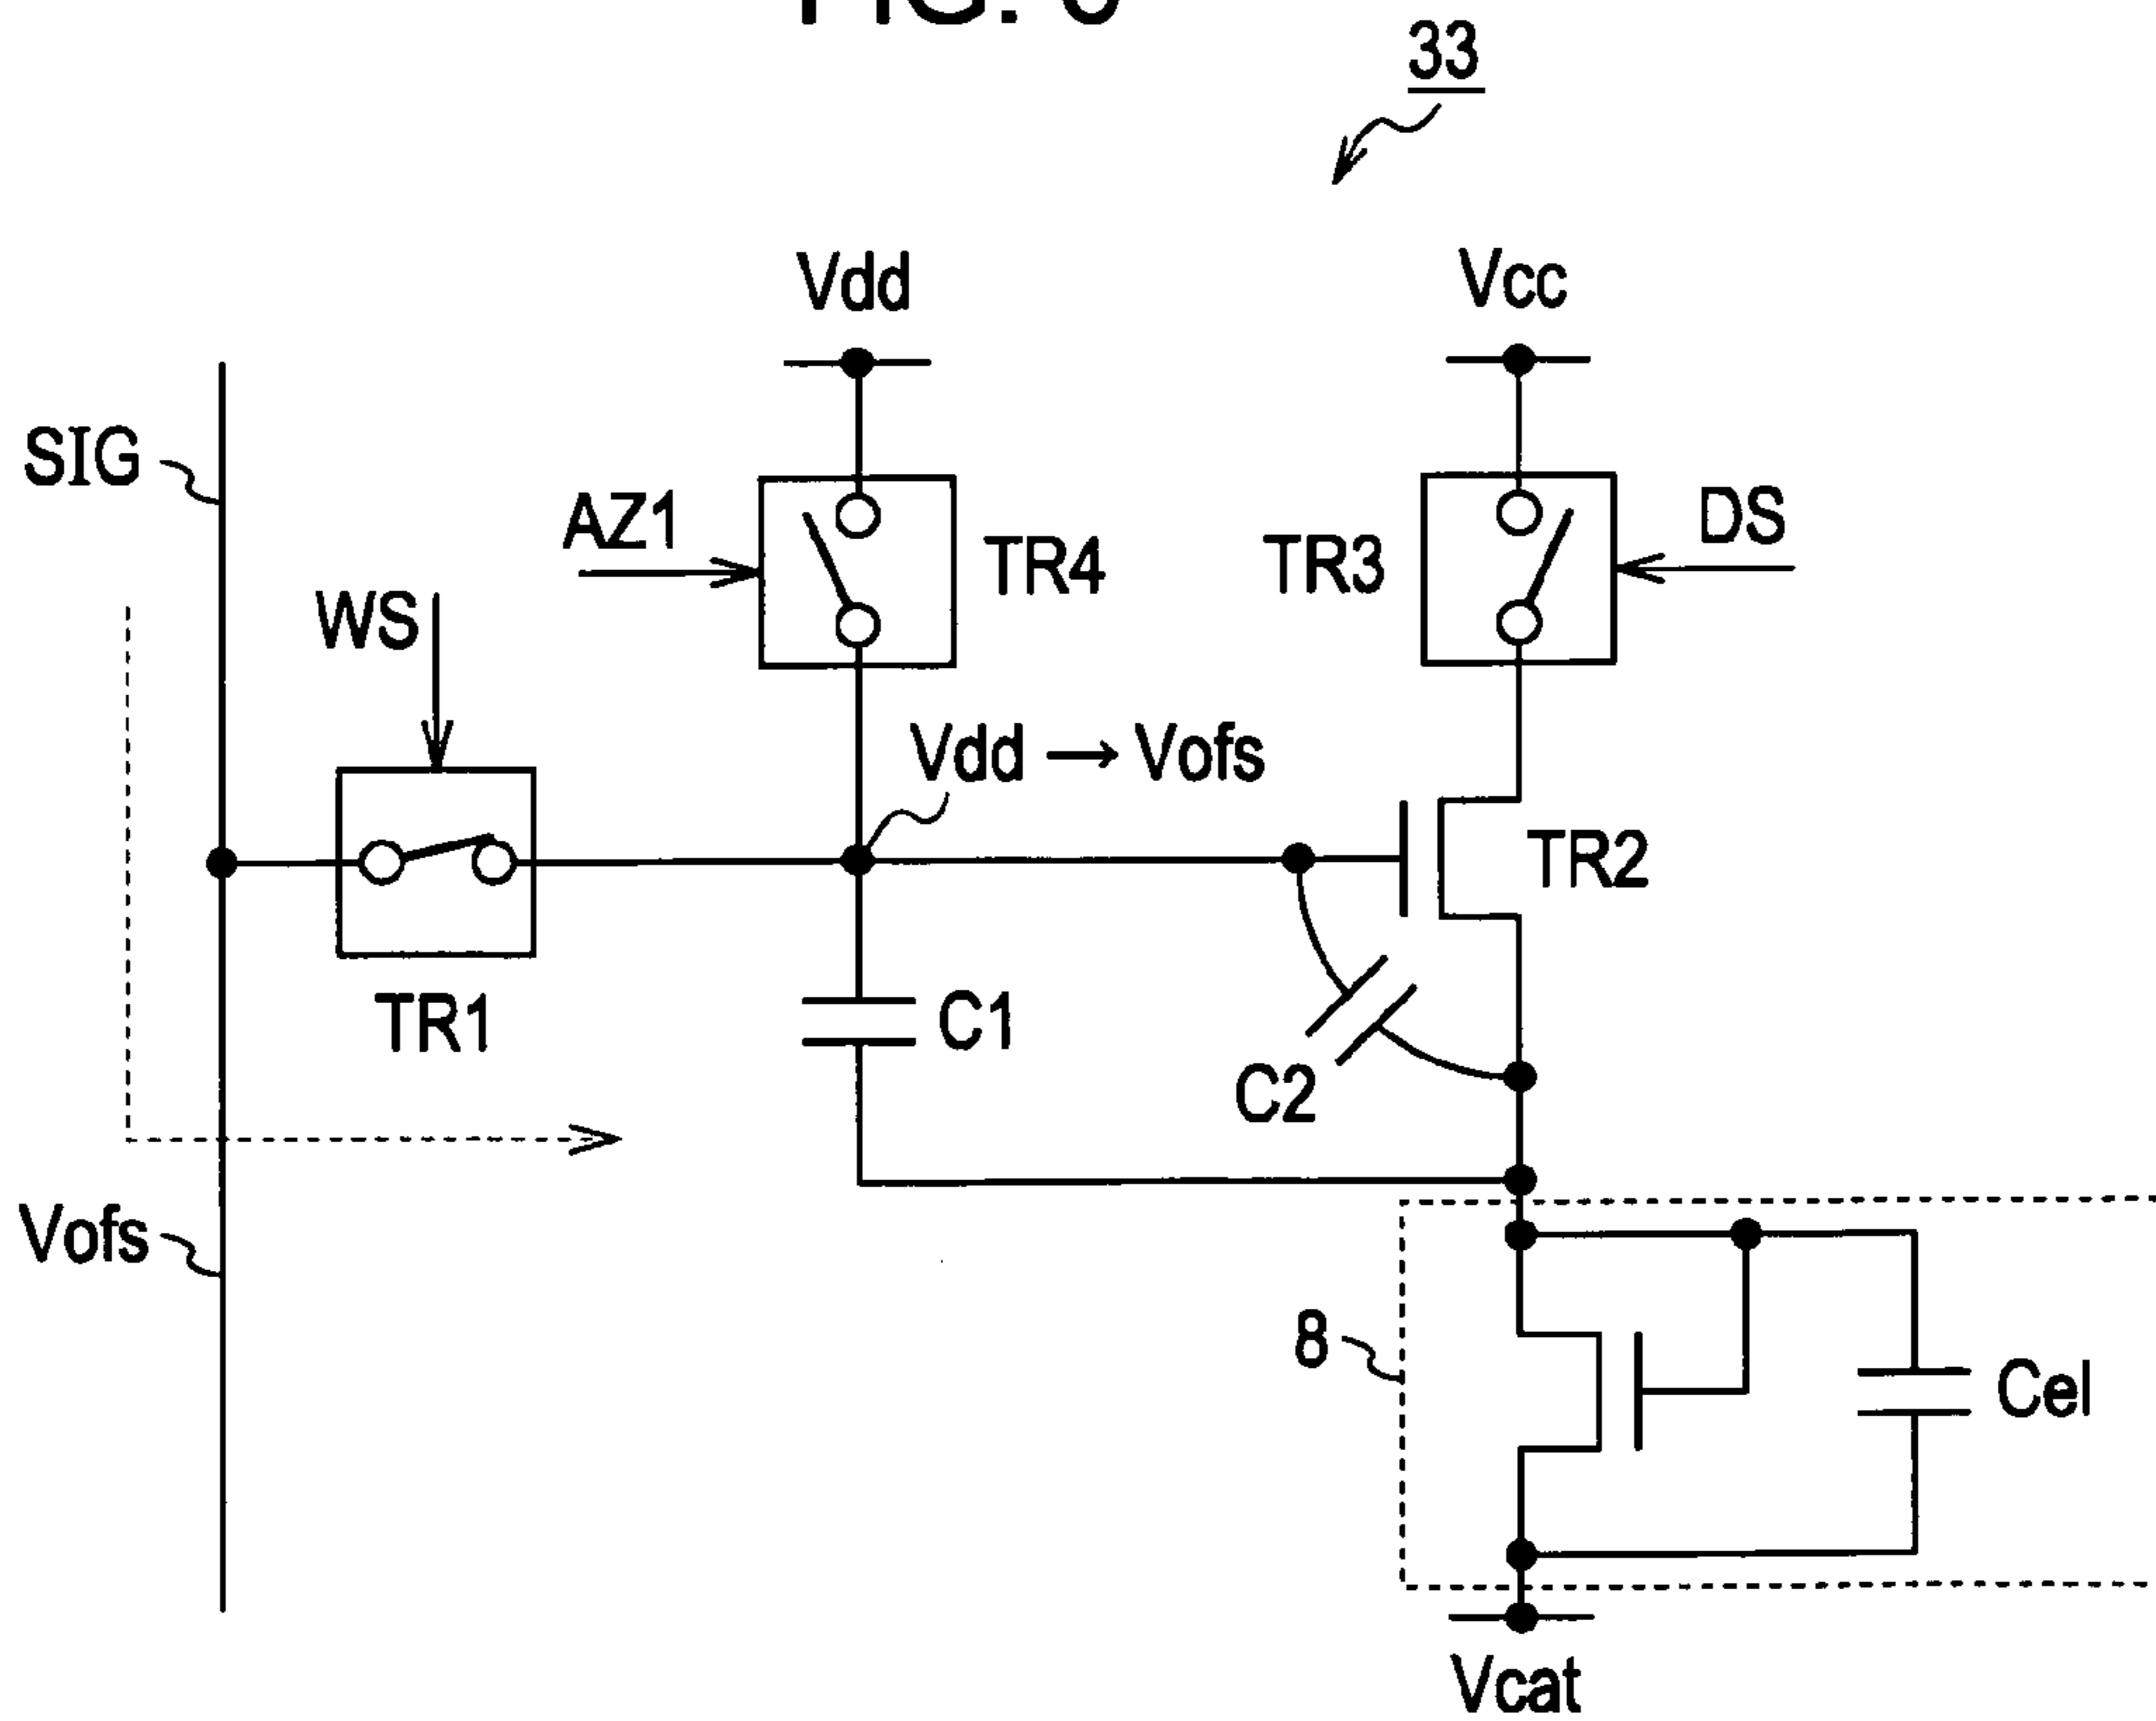 33
Vdd
Vcc
SIG
AZ1
TR4
TR3
DS
WS
Vdd → Vofs
TR2
TR1
C1
C2
Vofs
8
Cel
Vcat